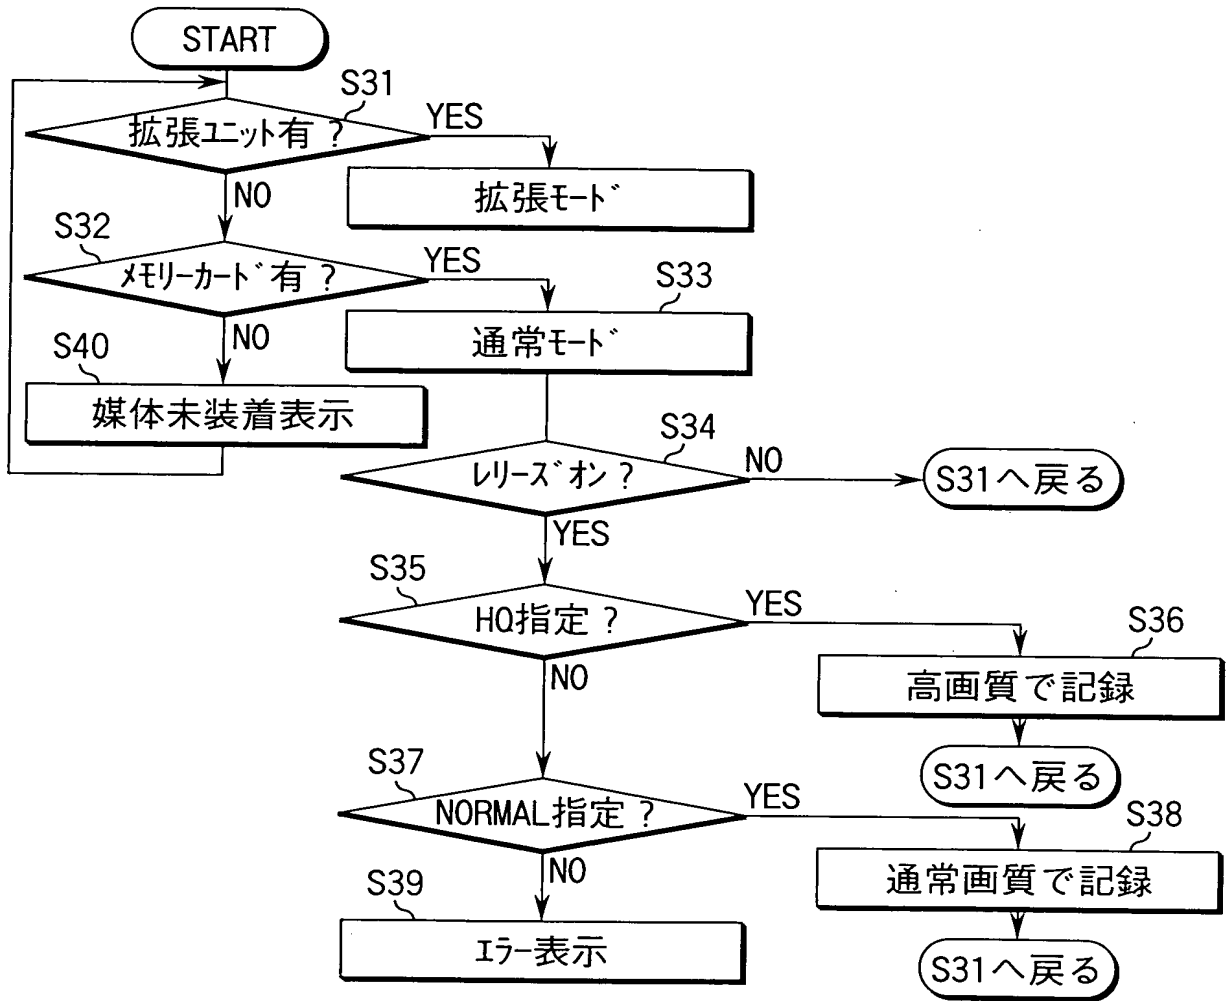 START
S31
拡張ユニット有？
YES
NO
拡張モード
S32
メモリーカード有？
YES
NO
S33
通常モード
S40
媒体未装着表示
S34
レリーズオン？
NO
S31へ戻る
YES
S35
HQ指定？
YES
NO
S36
高画質で記録
S31へ戻る
S37
NORMAL指定？
YES
NO
S38
通常画質で記録
S31へ戻る
S39
エラー表示